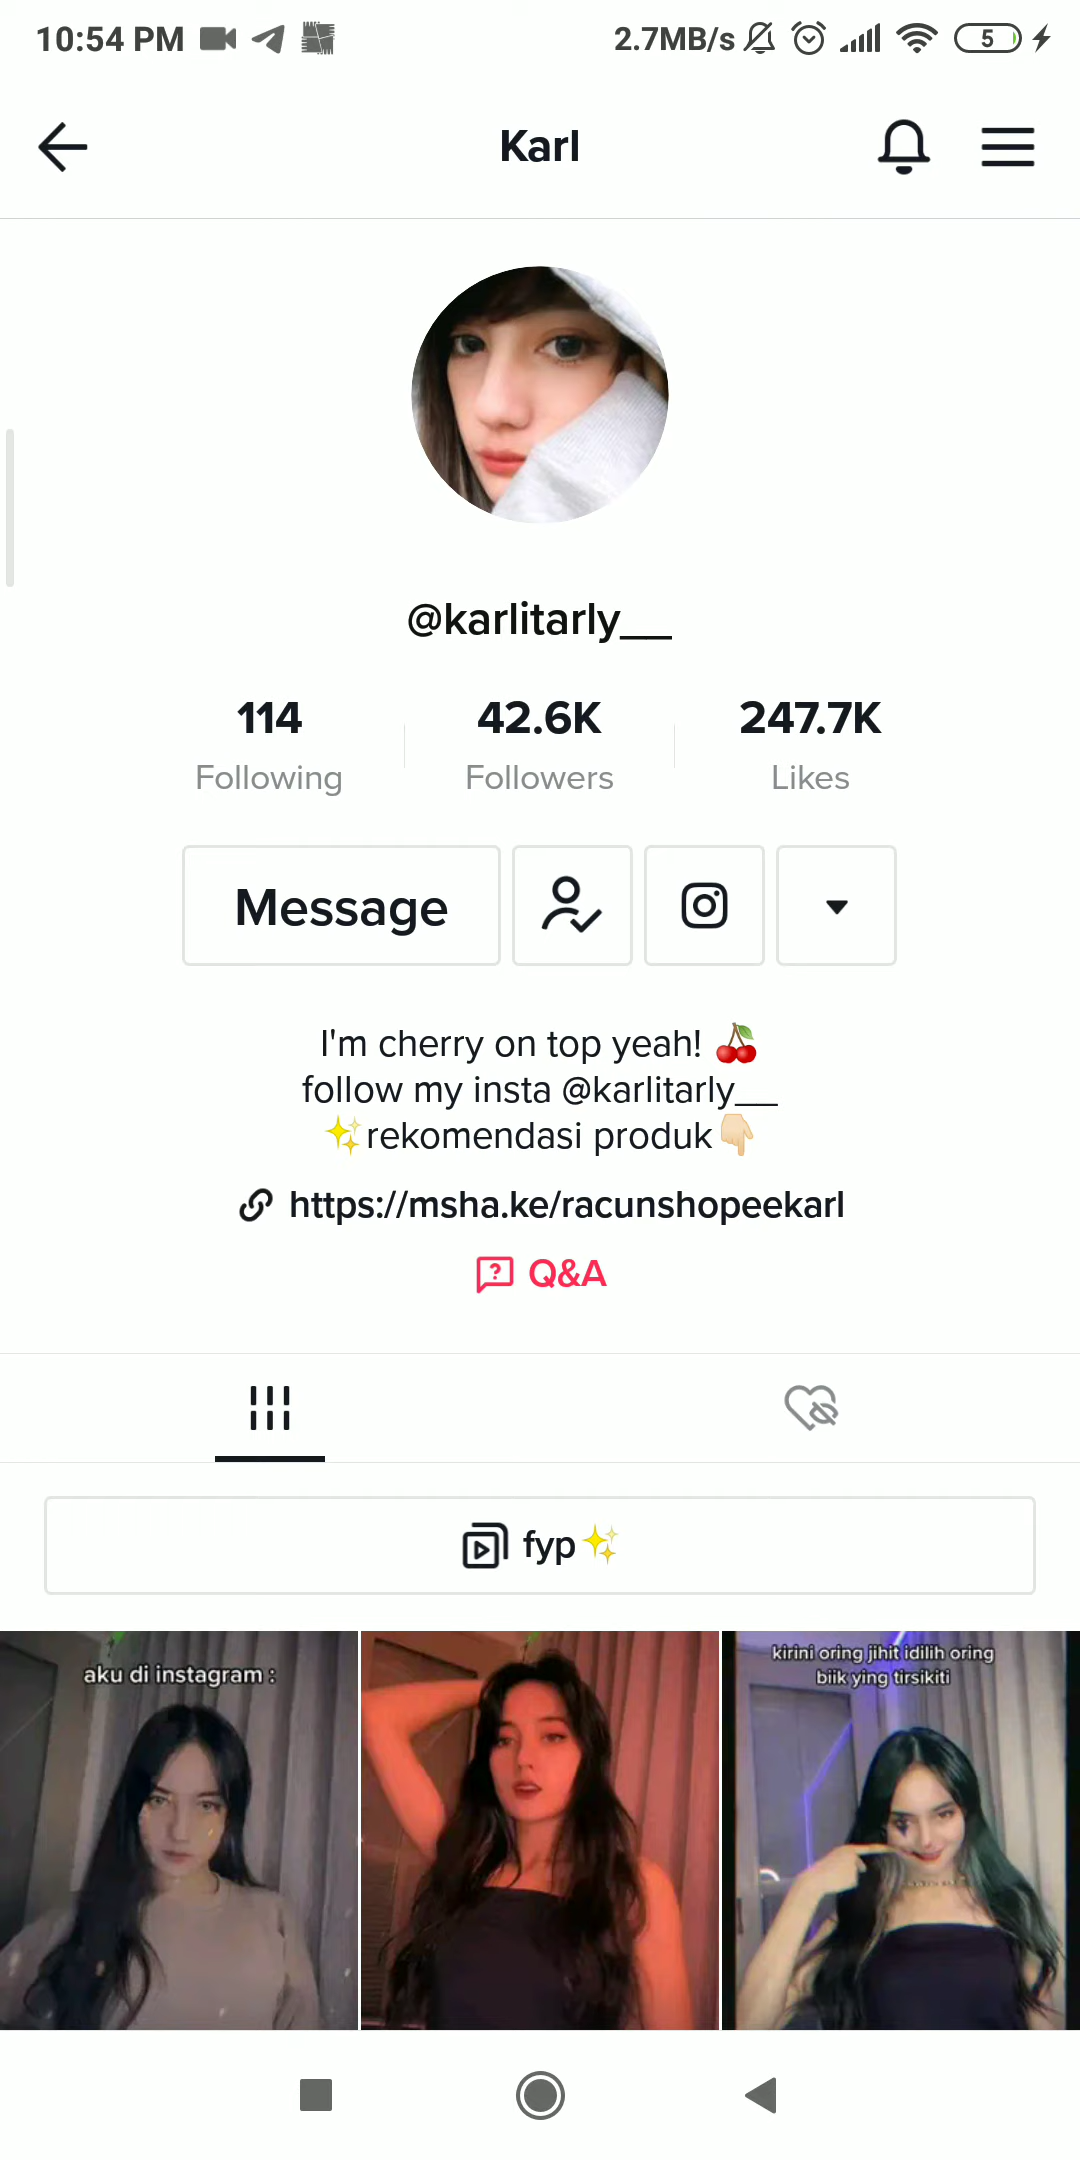 10:54 PM 2.7MB/s 5
Karl
@karlitarly__
114 42.6K 247.7K
Following Followers Likes
Message
I'm cherry on top yeah! 🍒
follow my insta @karlitarly__
✨rekomendasi produk👇🏻
https://msha.ke/racunshopeekarl
Q&A
fyp✨
aku di instagram :
kirini oring jihit idilih oring
biik ying tirsikiti